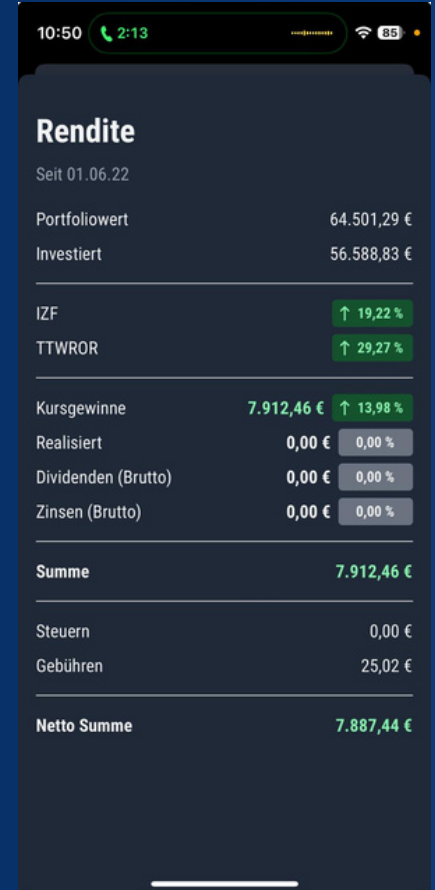 10:50 2:13 85
Rendite
Seit 01.06.22
Portfoliowert 64.501,29 €
Investiert 56.588,83 €
IZF ↑ 19,22 %
TTWROR ↑ 29,27 %
Kursgewinne 7.912,46 € ↑ 13,98 %
Realisiert 0,00 € 0,00 %
Dividenden (Brutto) 0,00 € 0,00 %
Zinsen (Brutto) 0,00 € 0,00 %
Summe 7.912,46 €
Steuern 0,00 €
Gebühren 25,02 €
Netto Summe 7.887,44 €